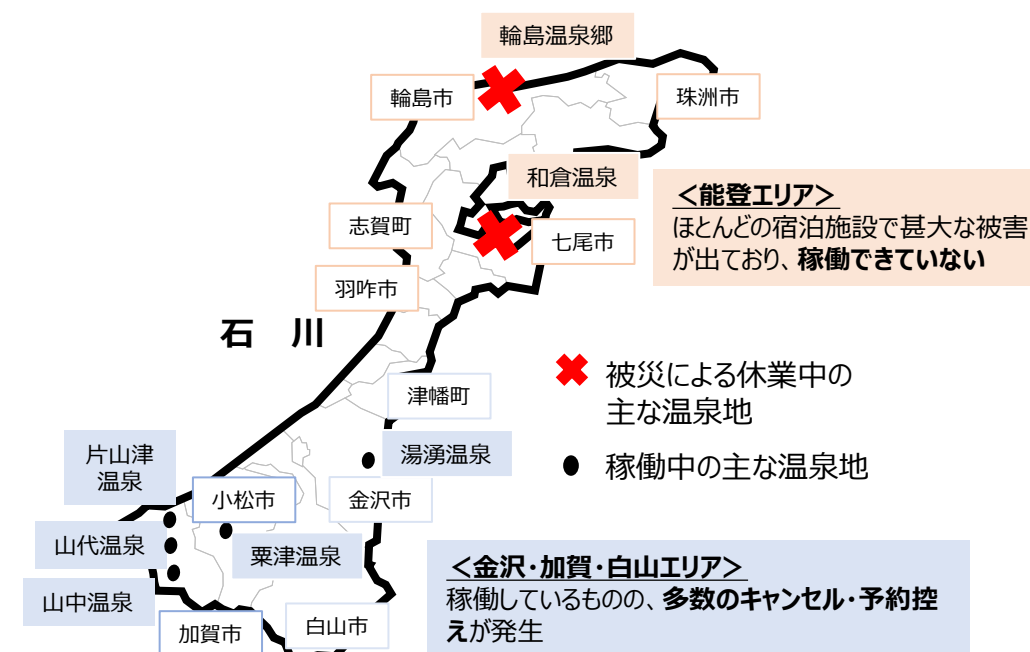 輪島温泉郷
輪島市
珠洲市
和倉温泉
志賀町
七尾市
羽咋市
<能登エリア>
ほとんどの宿泊施設で甚大な被害
が出ており、稼働できていない
石 川
被災による休業中の
主な温泉地
稼働中の主な温泉地
津幡町
湯湧温泉
片山津
温泉
小松市
金沢市
山代温泉
粟津温泉
山中温泉
加賀市
白山市
<金沢・加賀・白山エリア>
稼働しているものの、多数のキャンセル・予約控
えが発生